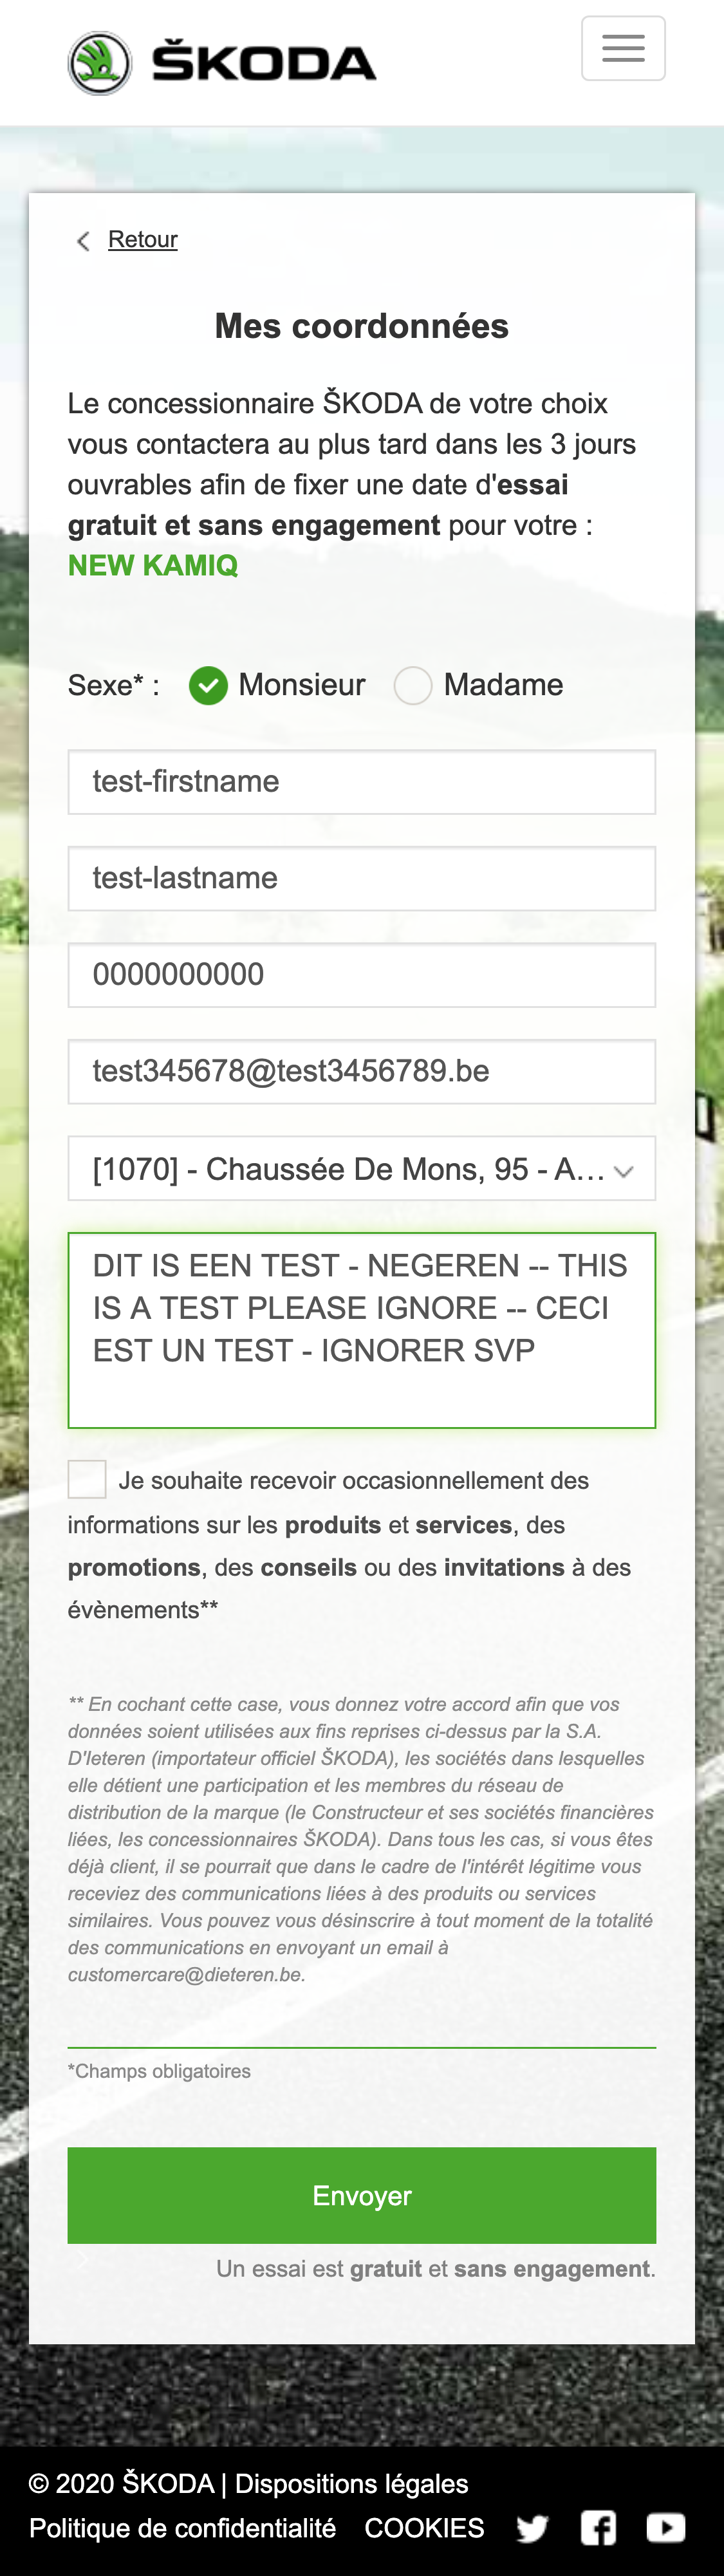 ŠKODA
Retour
Mes coordonnées
Le concessionnaire ŠKODA de votre choix
vous contactera au plus tard dans les 3 jours
ouvrables afin de fixer une date d'essai
gratuit et sans engagement pour votre :
NEW KAMIQ
Sexe* : Monsieur Madame
test-firstname
test-lastname
0000000000
test345678@test3456789.be
[1070] - Chaussée De Mons, 95 - A…
DIT IS EEN TEST - NEGEREN -- THIS
IS A TEST PLEASE IGNORE -- CECI
EST UN TEST - IGNORER SVP
Je souhaite recevoir occasionnellement des
informations sur les produits et services, des
promotions, des conseils ou des invitations à des
évènements**
** En cochant cette case, vous donnez votre accord afin que vos
données soient utilisées aux fins reprises ci-dessus par la S.A.
D'Ieteren (importateur officiel ŠKODA), les sociétés dans lesquelles
elle détient une participation et les membres du réseau de
distribution de la marque (le Constructeur et ses sociétés financières
liées, les concessionnaires ŠKODA). Dans tous les cas, si vous êtes
déjà client, il se pourrait que dans le cadre de l'intérêt légitime vous
receviez des communications liées à des produits ou services
similaires. Vous pouvez vous désinscrire à tout moment de la totalité
des communications en envoyant un email à
customercare@dieteren.be.
*Champs obligatoires
Envoyer
Un essai est gratuit et sans engagement.
© 2020 ŠKODA | Dispositions légales
Politique de confidentialité COOKIES